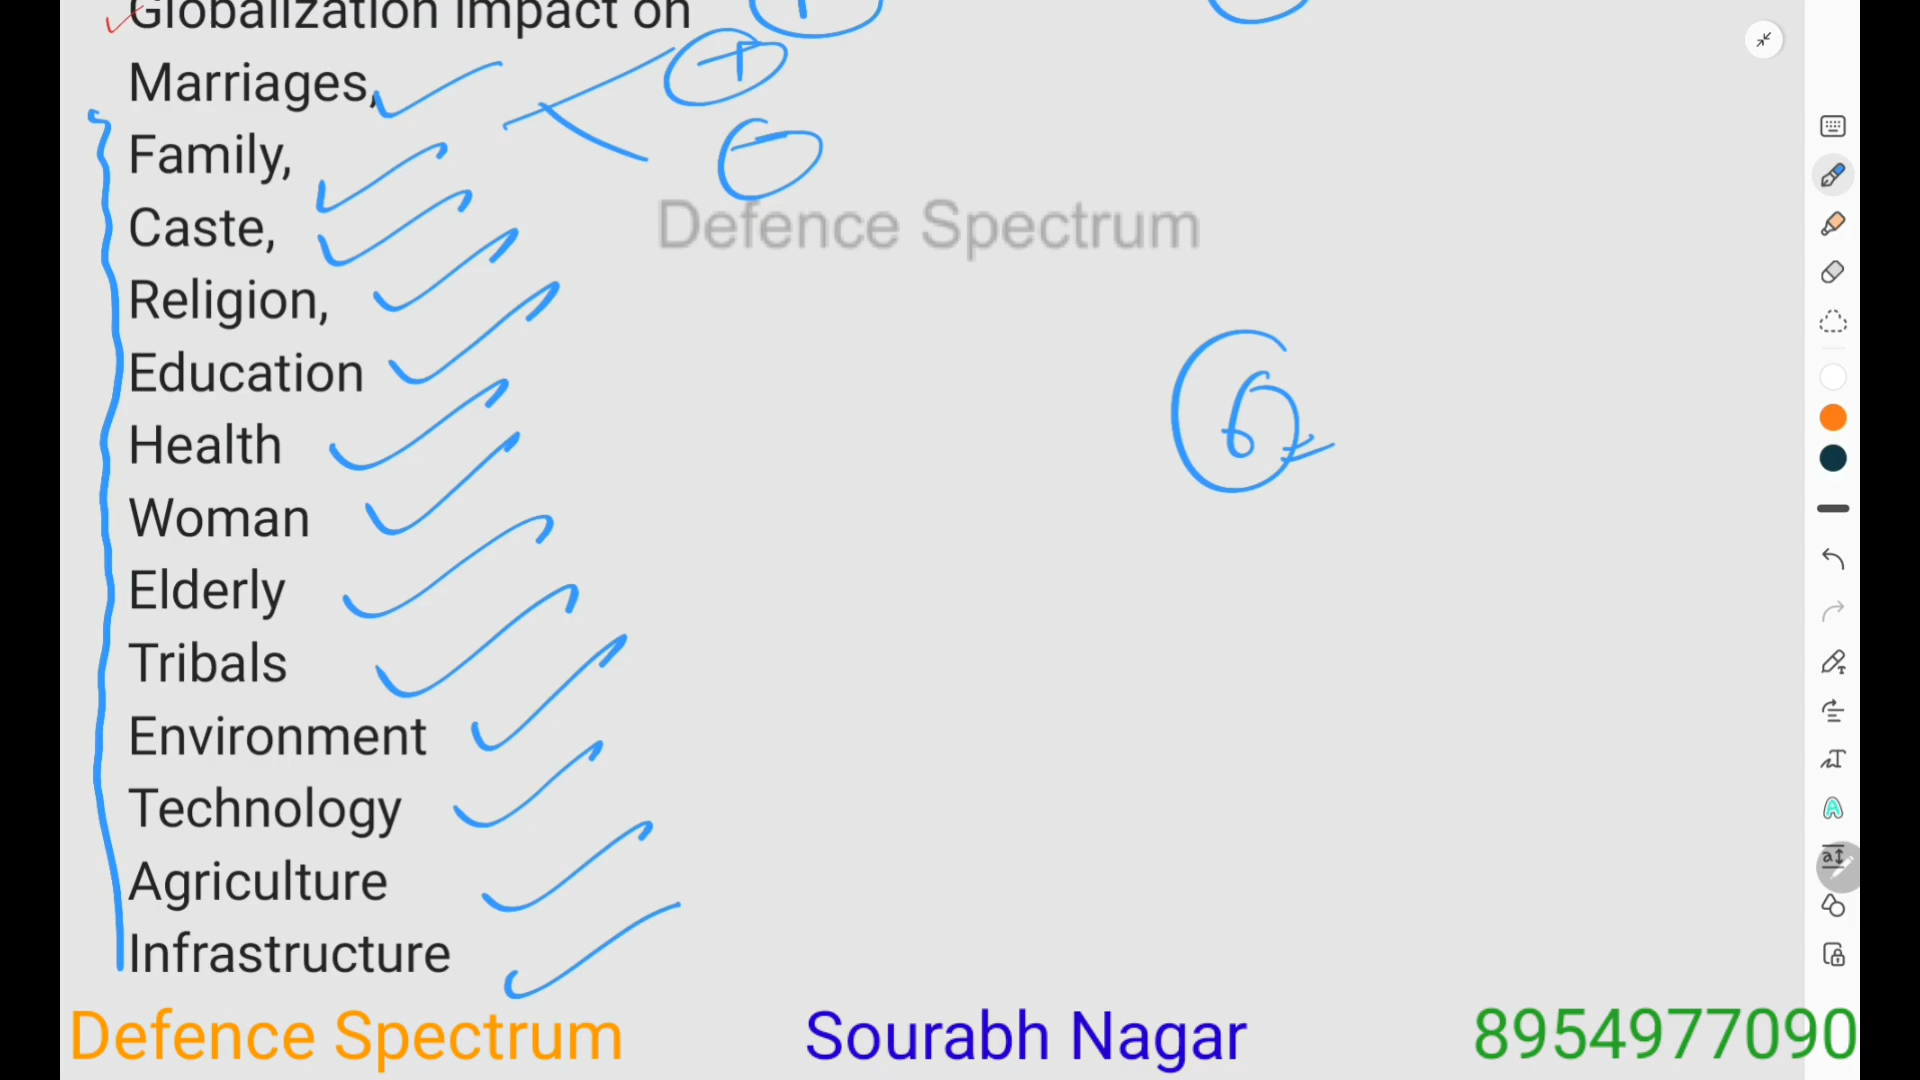 Globalization impact on
Marriages,
+
Family,
-
Caste,
Defence Spectrum
Religion,
Education
6
Health
Woman
Elderly
Tribals
Environment
Technology
Agriculture
Infrastructure
Defence Spectrum Sourabh Nagar 8954977090